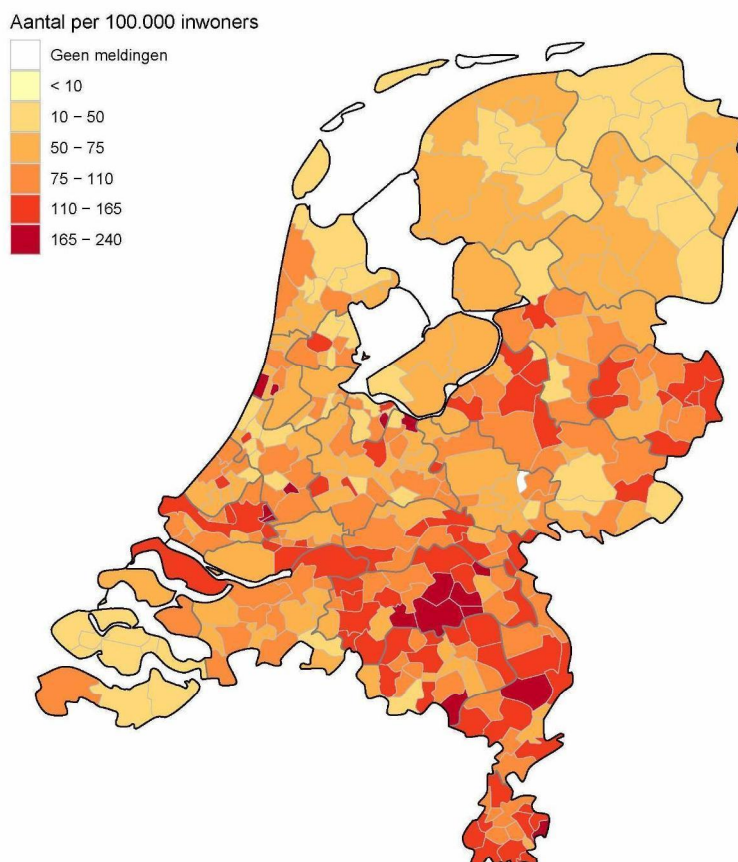 Aantal per 100.000 inwoners
Geen meldingen
< 10
10 – 50
50 – 75
75 – 110
110 – 165
165 – 240